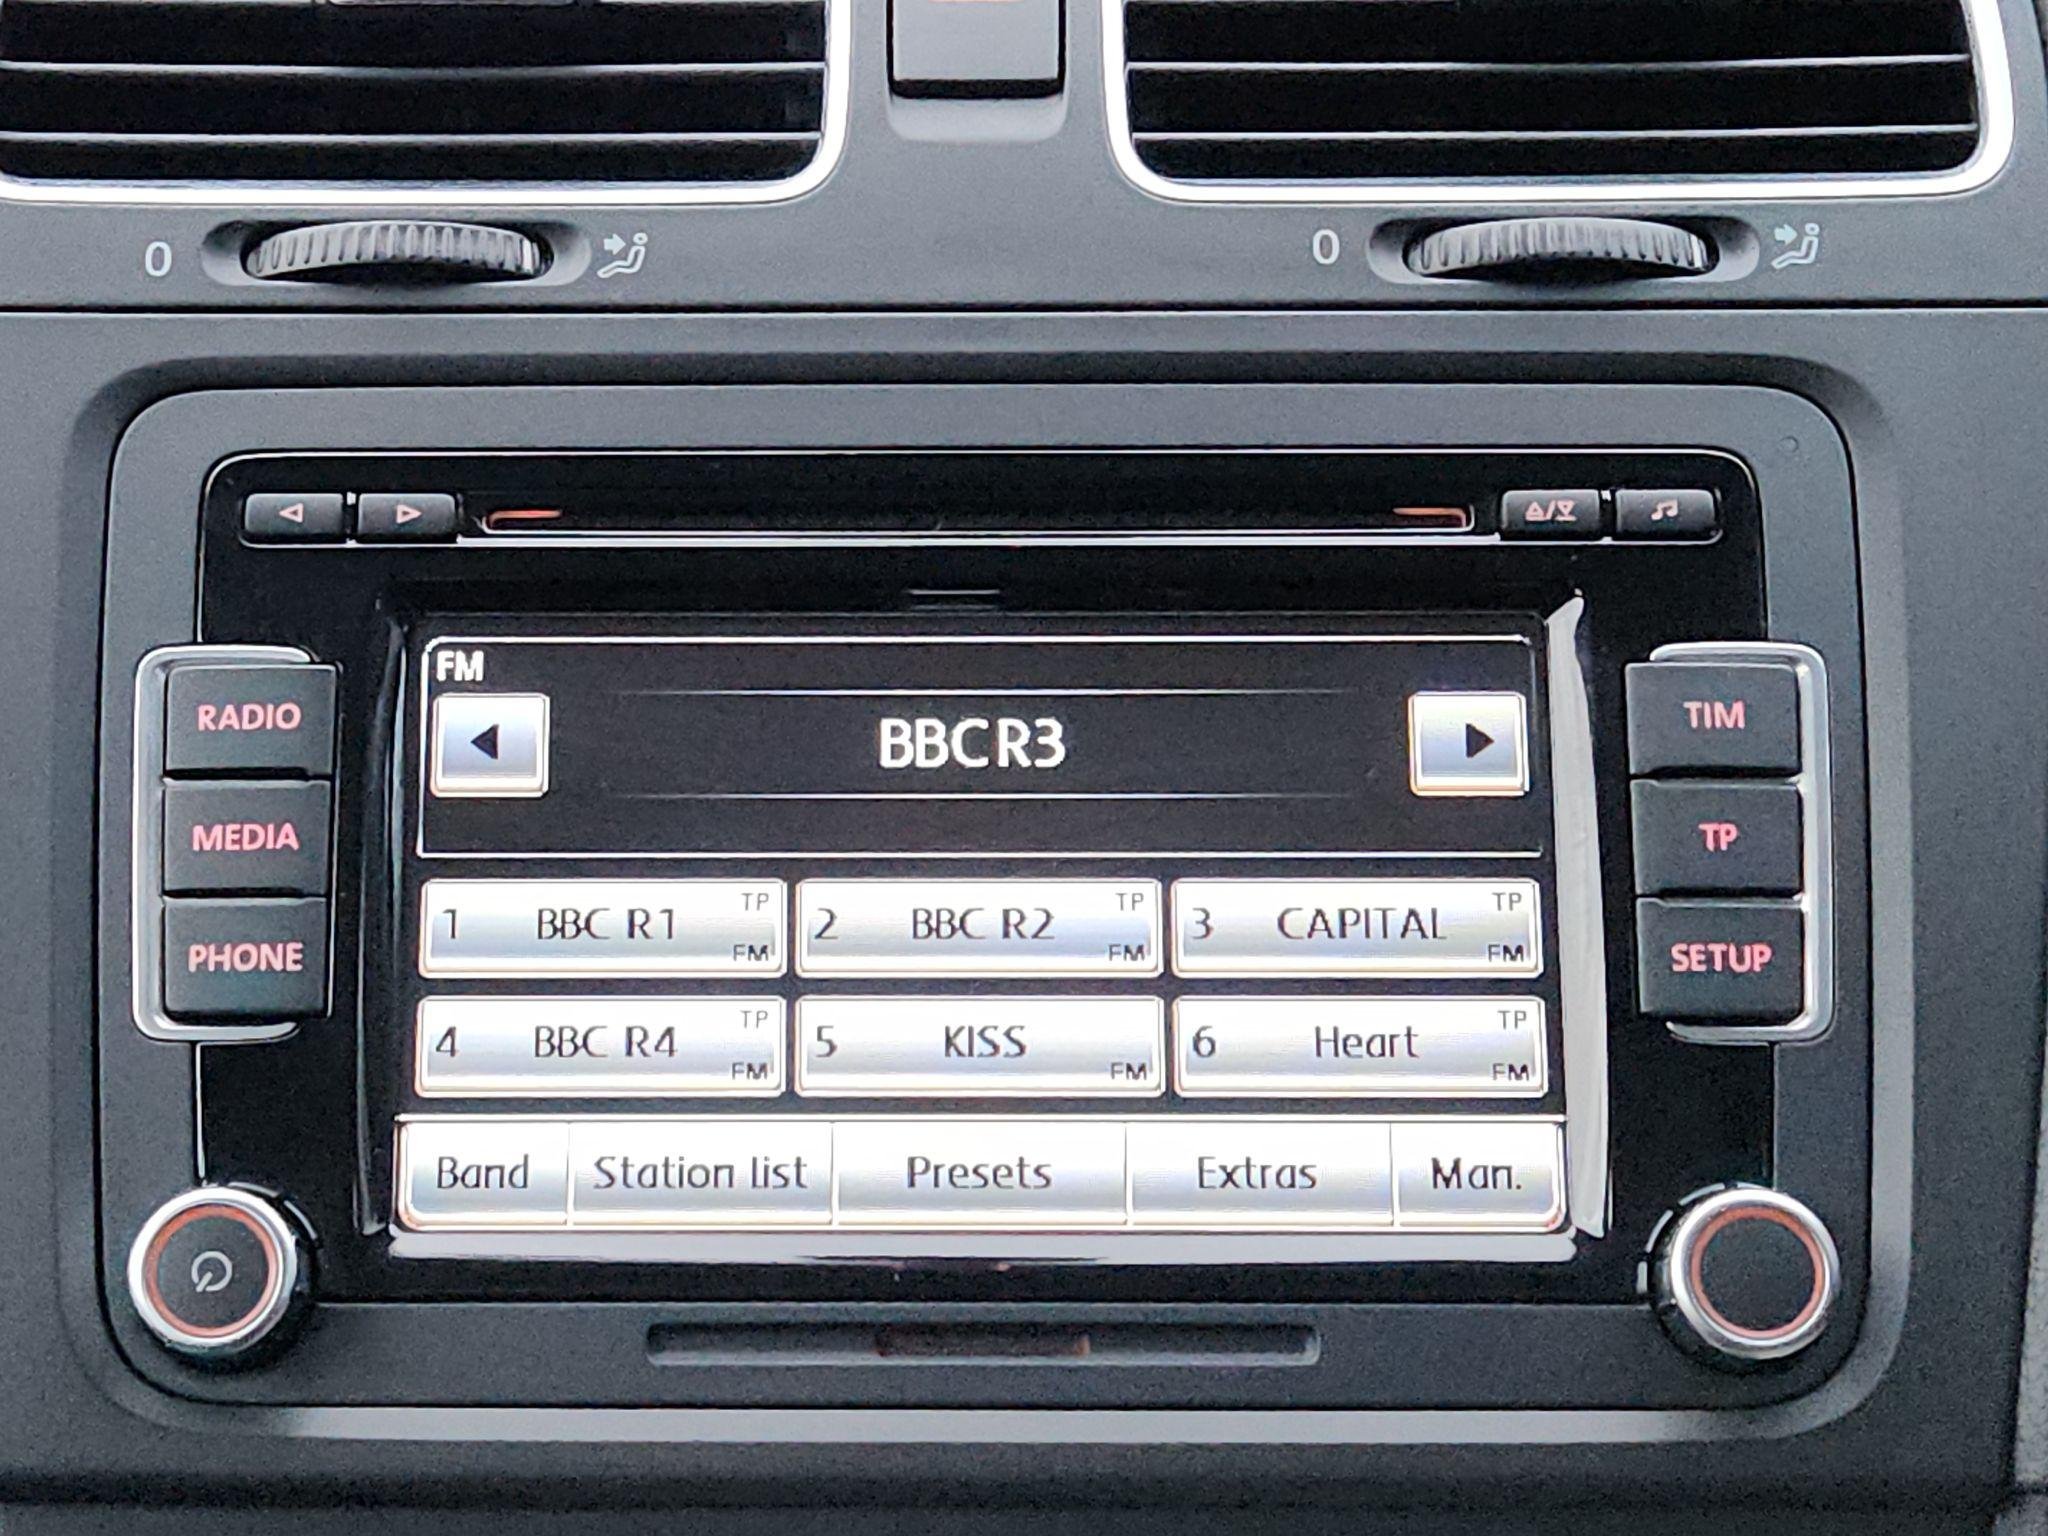 0
0
FM
BBC R3
RADIO
MEDIA
PHONE
TIM
TP
SETUP
1 BBC R1 TP FM
2 BBC R2 TP FM
3 CAPITAL TP FM
4 BBC R4 TP FM
5 KISS FM
6 Heart TP FM
Band Station list Presets Extras Man.